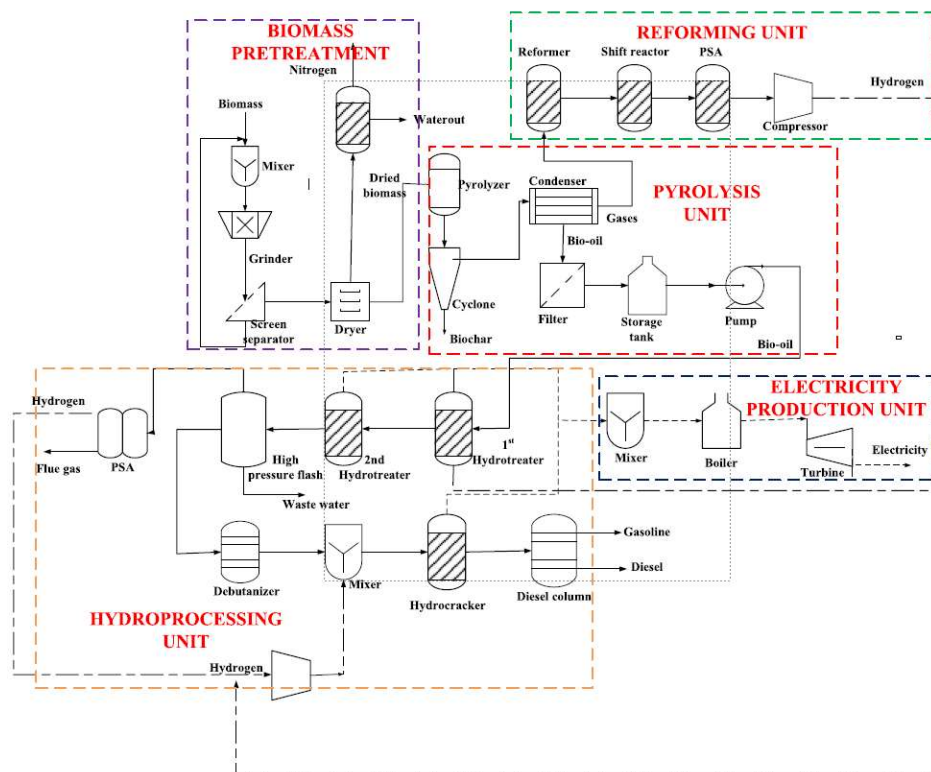 BIOMASS
PRETREATMENT
Nitrogen
Biomass
Waterout
Mixer
Dried
biomass
Grinder
Screen
separator
Dryer
REFORMING UNIT
Reformer
Shift reactor
PSA
Hydrogen
Compressor
Pyrolyzer
Condenser
PYROLYSIS
UNIT
Gases
Bio-oil
Cyclone
Filter
Storage
tank
Pump
Biochar
Bio-oil
ELECTRICITY
PRODUCTION UNIT
Mixer
Boiler
Turbine
Electricity
Hydrogen
PSA
Flue gas
High
pressure flash
2nd
Hydrotreater
1st
Hydrotreater
Waste water
Debutanizer
Mixer
Hydrocracker
Diesel column
Gasoline
Diesel
HYDROPROCESSING
UNIT
Hydrogen